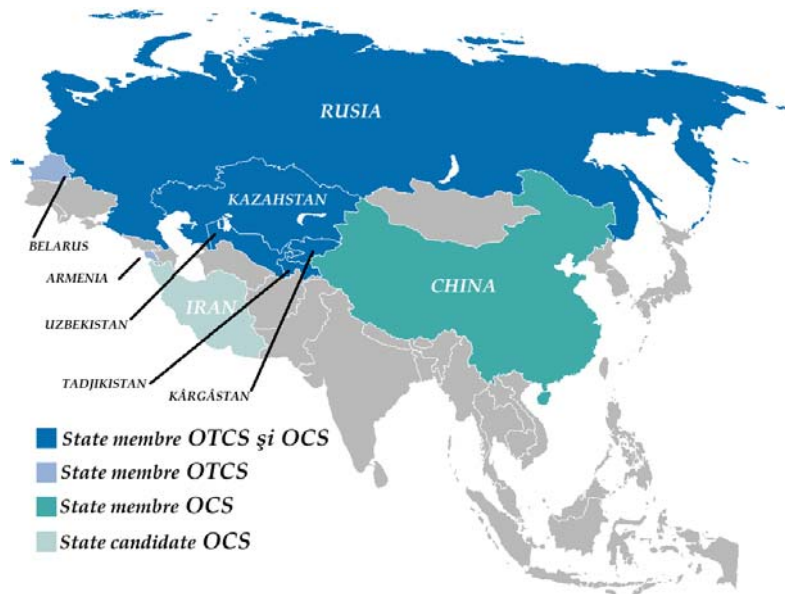 RUSIA
KAZAHSTAN
BELARUS
ARMENIA
IRAN
CHINA
UZBEKISTAN
TADJIKISTAN
KÂRGÂSTAN
State membre OTCS şi OCS
State membre OTCS
State membre OCS
State candidate OCS